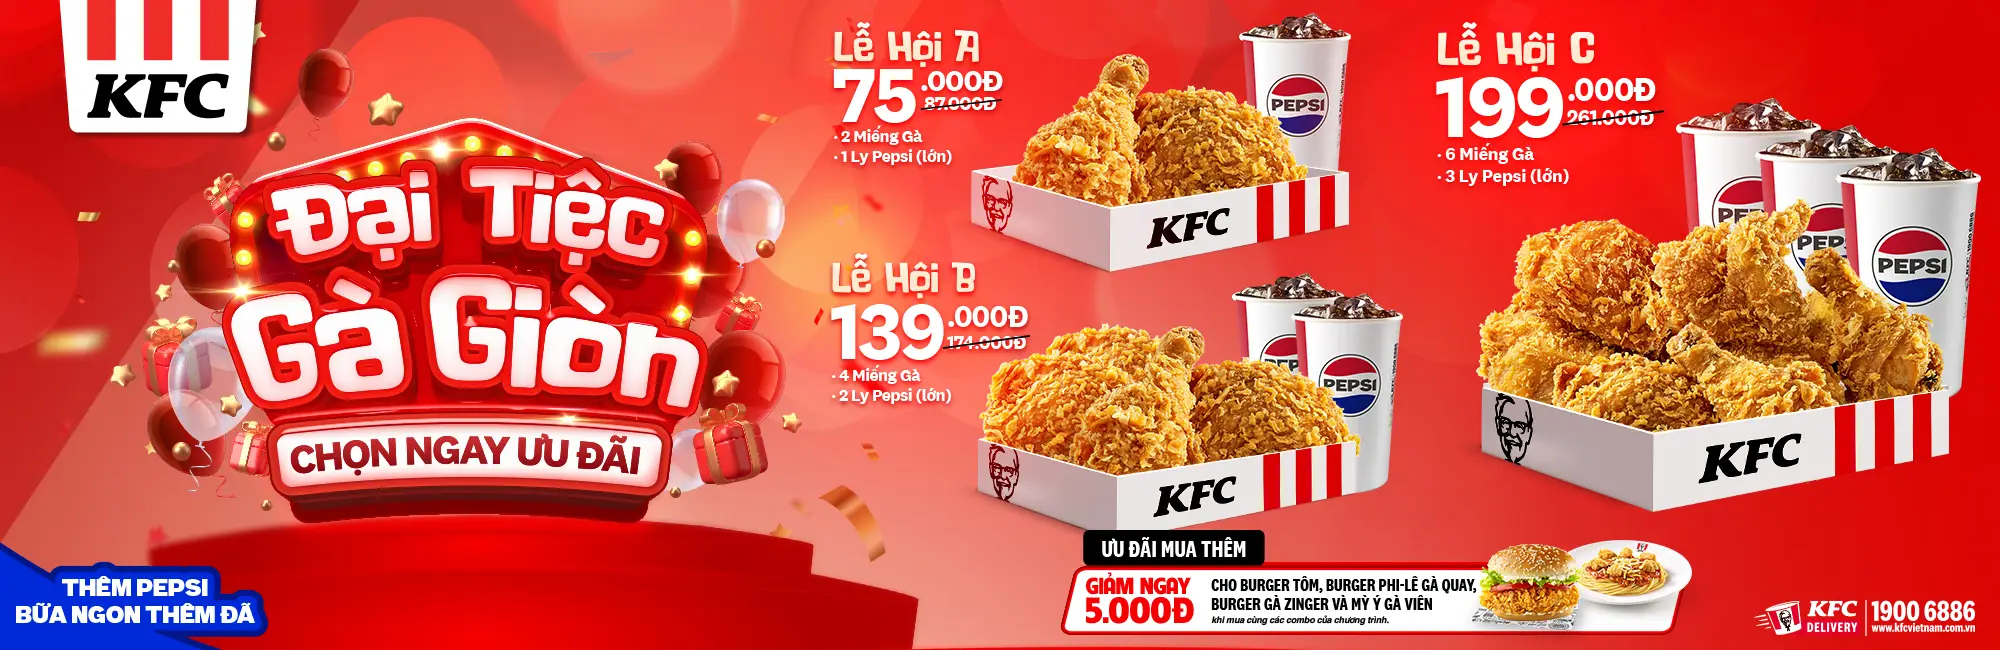 KFC
Đại Tiệc
Gà Giòn
CHỌN NGAY ƯU ĐÃI
THÊM PEPSI
BỮA NGON THÊM ĐÃ
Lễ Hội A
75.000Đ
87.000Đ
· 2 Miếng Gà
· 1 Ly Pepsi (lớn)
PEPSI
KFC
Lễ Hội B
139.000Đ
174.000Đ
· 4 Miếng Gà
· 2 Ly Pepsi (lớn)
PEPSI
KFC
Lễ Hội C
199.000Đ
261.000Đ
· 6 Miếng Gà
· 3 Ly Pepsi (lớn)
PE
PEP
PEPSI
KFC
ƯU ĐÃI MUA THÊM
GIẢM NGAY
5.000Đ
CHO BURGER TÔM, BURGER PHI-LÊ GÀ QUAY,
BURGER GÀ ZINGER VÀ MỲ Ý GÀ VIÊN
khi mua cùng các combo của chương trình.
KFC
DELIVERY
1900 6886
www.kfcvietnam.com.vn